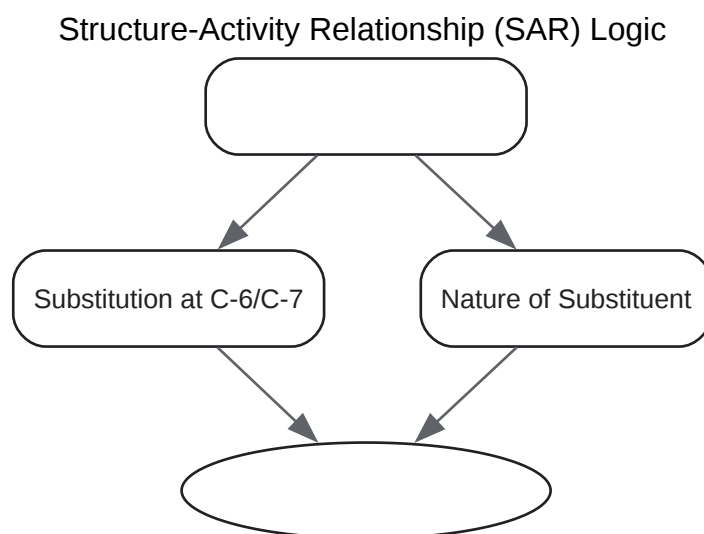 Structure-Activity Relationship (SAR) Logic
Substitution at C-6/C-7
Nature of Substituent